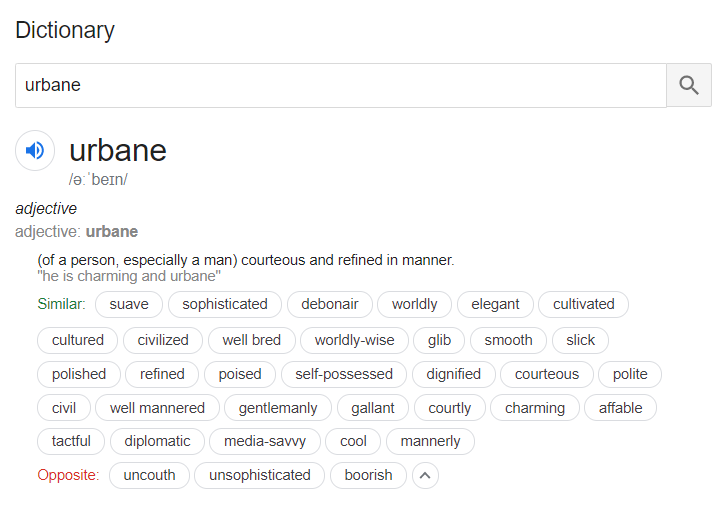 Dictionary
urbane
urbane
/əːˈbeɪn/
adjective
adjective: urbane
(of a person, especially a man) courteous and refined in manner.
"he is charming and urbane"
Similar: suave sophisticated debonair worldly elegant cultivated
cultured civilized well bred worldly-wise glib smooth slick
polished refined poised self-possessed dignified courteous polite
civil well mannered gentlemanly gallant courtly charming affable
tactful diplomatic media-savvy cool mannerly
Opposite: uncouth unsophisticated boorish